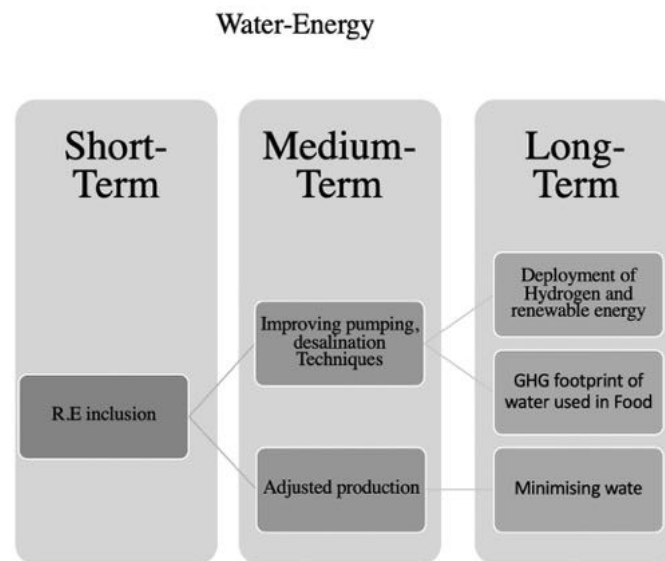 Water-Energy
Short-
Term
Medium-
Term
Long-
Term
R.E inclusion
Improving pumping,
desalination
Techniques
Adjusted production
Deployment of
Hydrogen and
renewable energy
GHG footprint of
water used in Food
Minimising wate